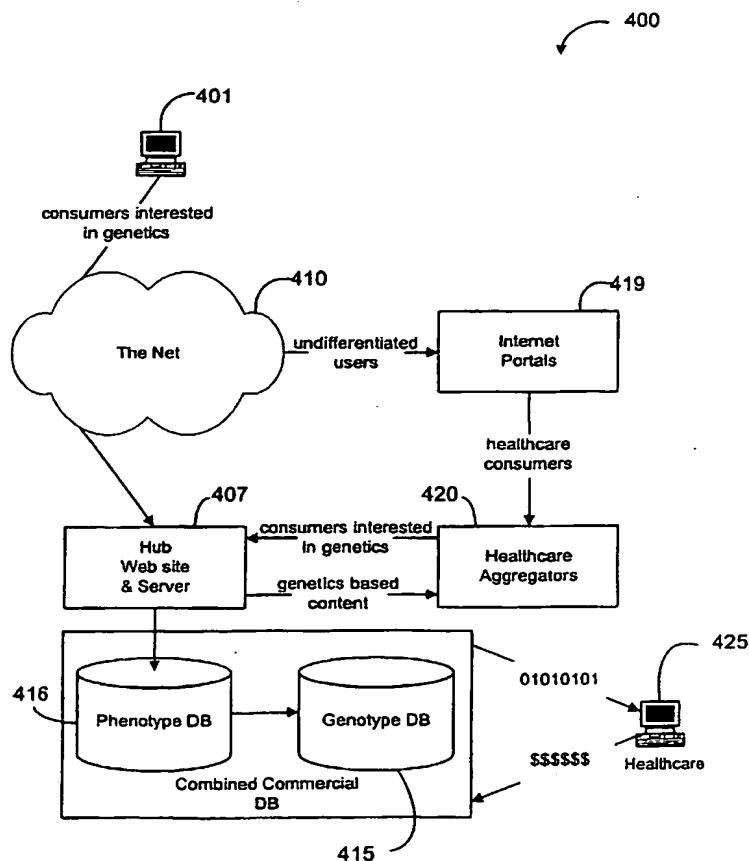 400
401
consumers interested
in genetics
410
The Net
undifferentiated
users
419
Internet
Portals
healthcare
consumers
407
Hub
Web site
& Server
consumers interested
in genetics
genetics based
content
420
Healthcare
Aggregators
416
Phenotype DB
Genotype DB
Combined Commercial
DB
415
01010101
$$$$$$
425
Healthcare